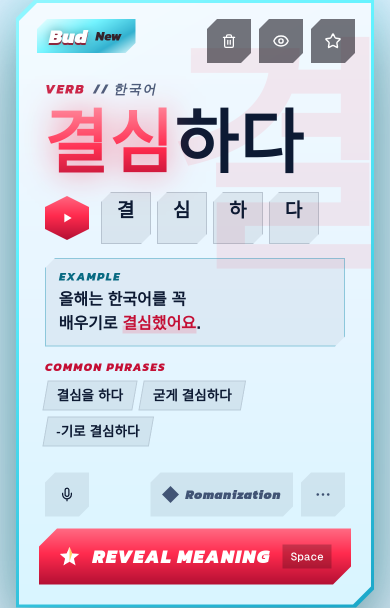 Bud New
VERB // 한국어
결심하다
결 심 하 다
EXAMPLE
올해는 한국어를 꼭
배우기로 결심했어요.
COMMON PHRASES
결심을 하다 굳게 결심하다
-기로 결심하다
Romanization
REVEAL MEANING Space